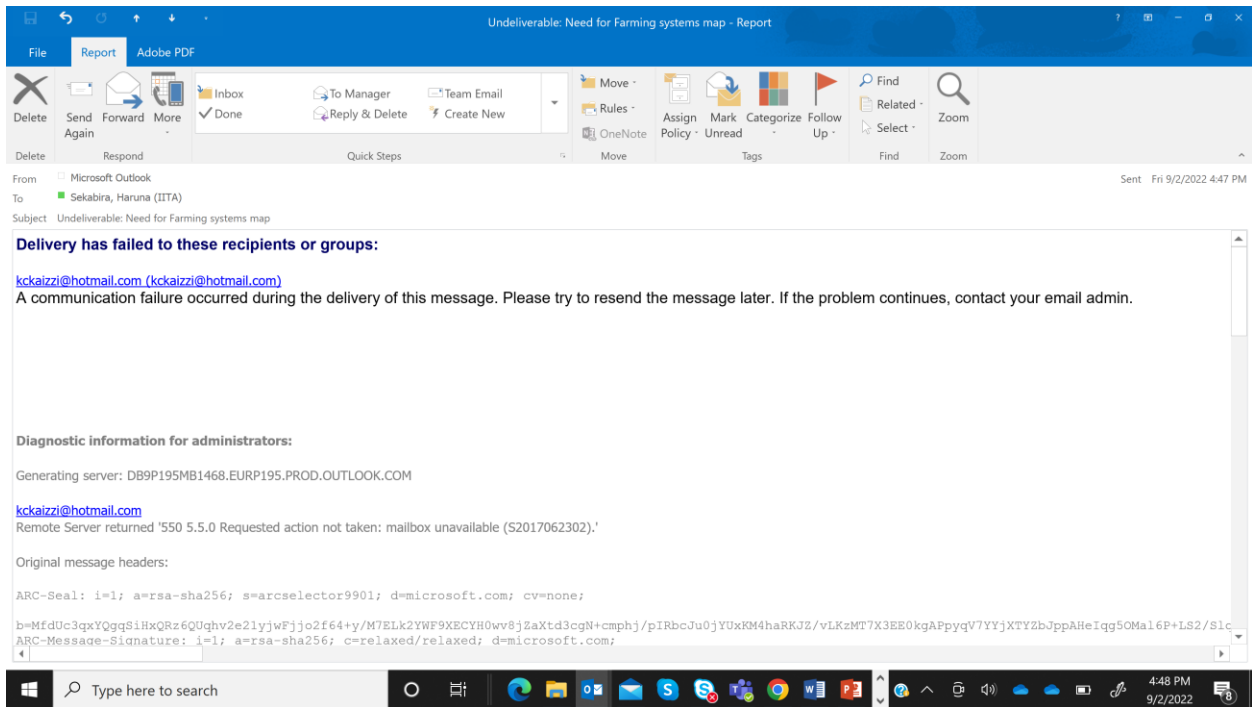 Undeliverable: Need for Farming systems map - Report
File Report Adobe PDF
Delete
Send Again
Forward
More
Inbox
Done
To Manager
Reply & Delete
Team Email
Create New
Move
Rules
OneNote
Assign Policy
Mark Unread
Categorize
Follow Up
Find
Related
Select
Zoom
Delete Respond Quick Steps Move Tags Find Zoom
From Microsoft Outlook Sent Fri 9/2/2022 4:47 PM
To Sekabira, Haruna (IITA)
Subject Undeliverable: Need for Farming systems map
Delivery has failed to these recipients or groups:
kckaizzi@hotmail.com (kckaizzi@hotmail.com)
A communication failure occurred during the delivery of this message. Please try to resend the message later. If the problem continues, contact your email admin.
Diagnostic information for administrators:
Generating server: DB9P195MB1468.EURP195.PROD.OUTLOOK.COM
kckaizzi@hotmail.com
Remote Server returned '550 5.5.0 Requested action not taken: mailbox unavailable (S2017062302).'
Original message headers:
ARC-Seal: i=1; a=rsa-sha256; s=arcselector9901; d=microsoft.com; cv=none;
ARC-Message-Signature: i=1; a=rsa-sha256; c=relaxed/relaxed; d=microsoft.com;
Type here to search
4:48 PM
9/2/2022